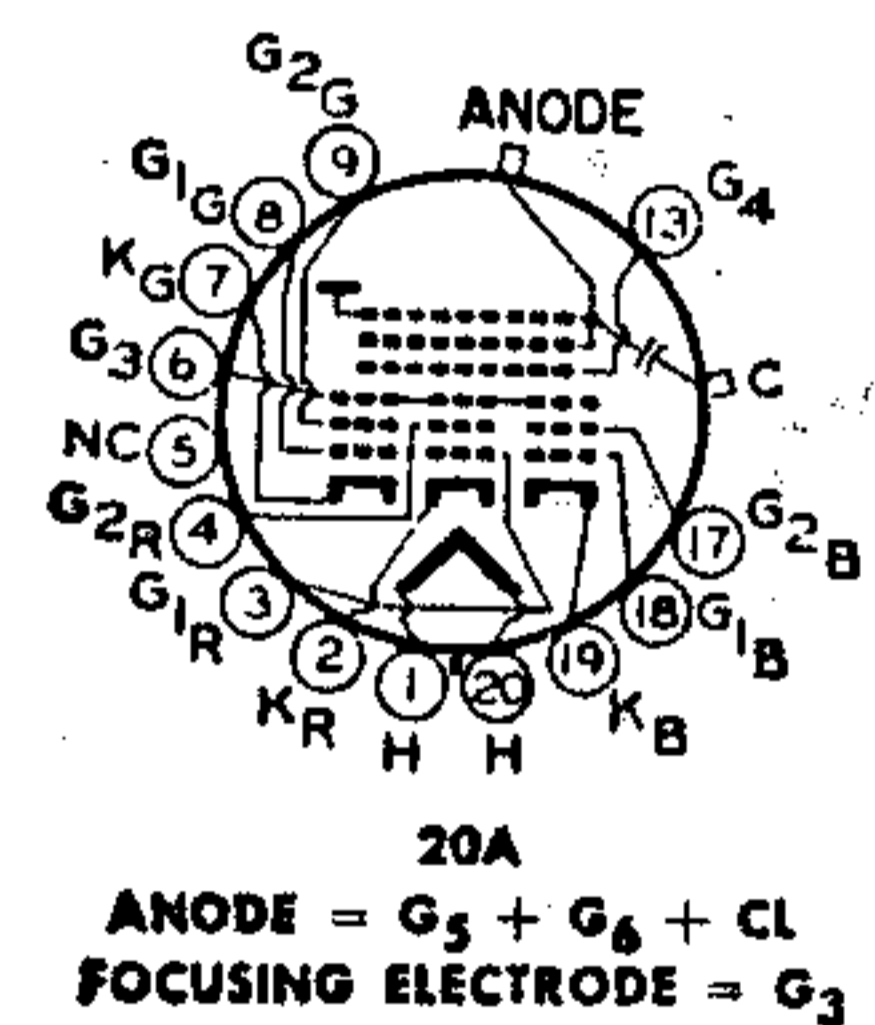 G2G
ANODE
G1G
9
G4
8
13
KG
7
G3
6
C
NC
5
G2R
4
17
G2B
G1R
3
18
G1B
2
19
KR
1
20
KB
H
H
20A
ANODE = G5 + G6 + CL
FOCUSING ELECTRODE = G3